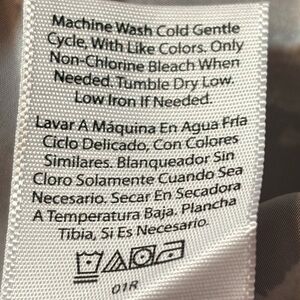 Machine Wash Cold Gentle
Cycle, With Like Colors. Only
Non-Chlorine Bleach When
Needed. Tumble Dry Low.
Low Iron If Needed.
Lavar A Máquina En Agua Fría
Ciclo Delicado, Con Colores
Similares. Blanqueador Sin
Cloro Solamente Cuando Sea
Necesario. Secar En Secadora
A Temperatura Baja. Plancha
Tibia, Si Es Necesario.
01R